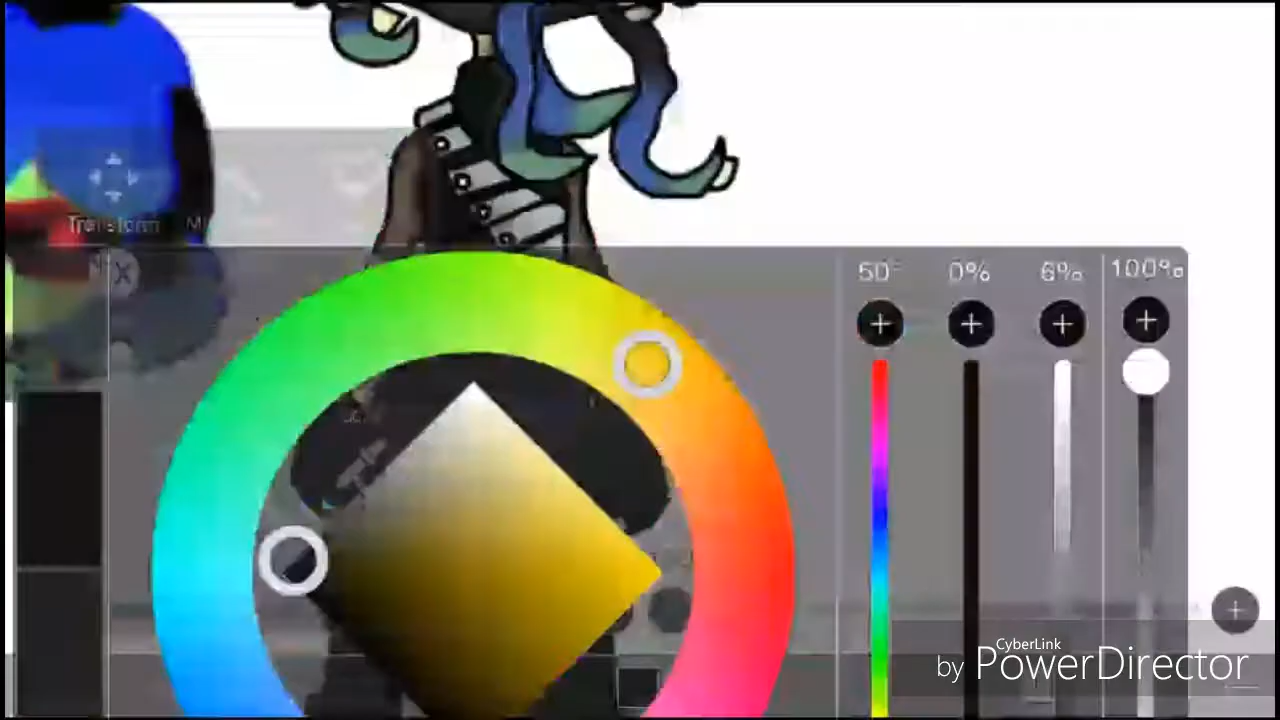 Transform
X
50° 0% 6% 100%
CyberLink
by PowerDirector